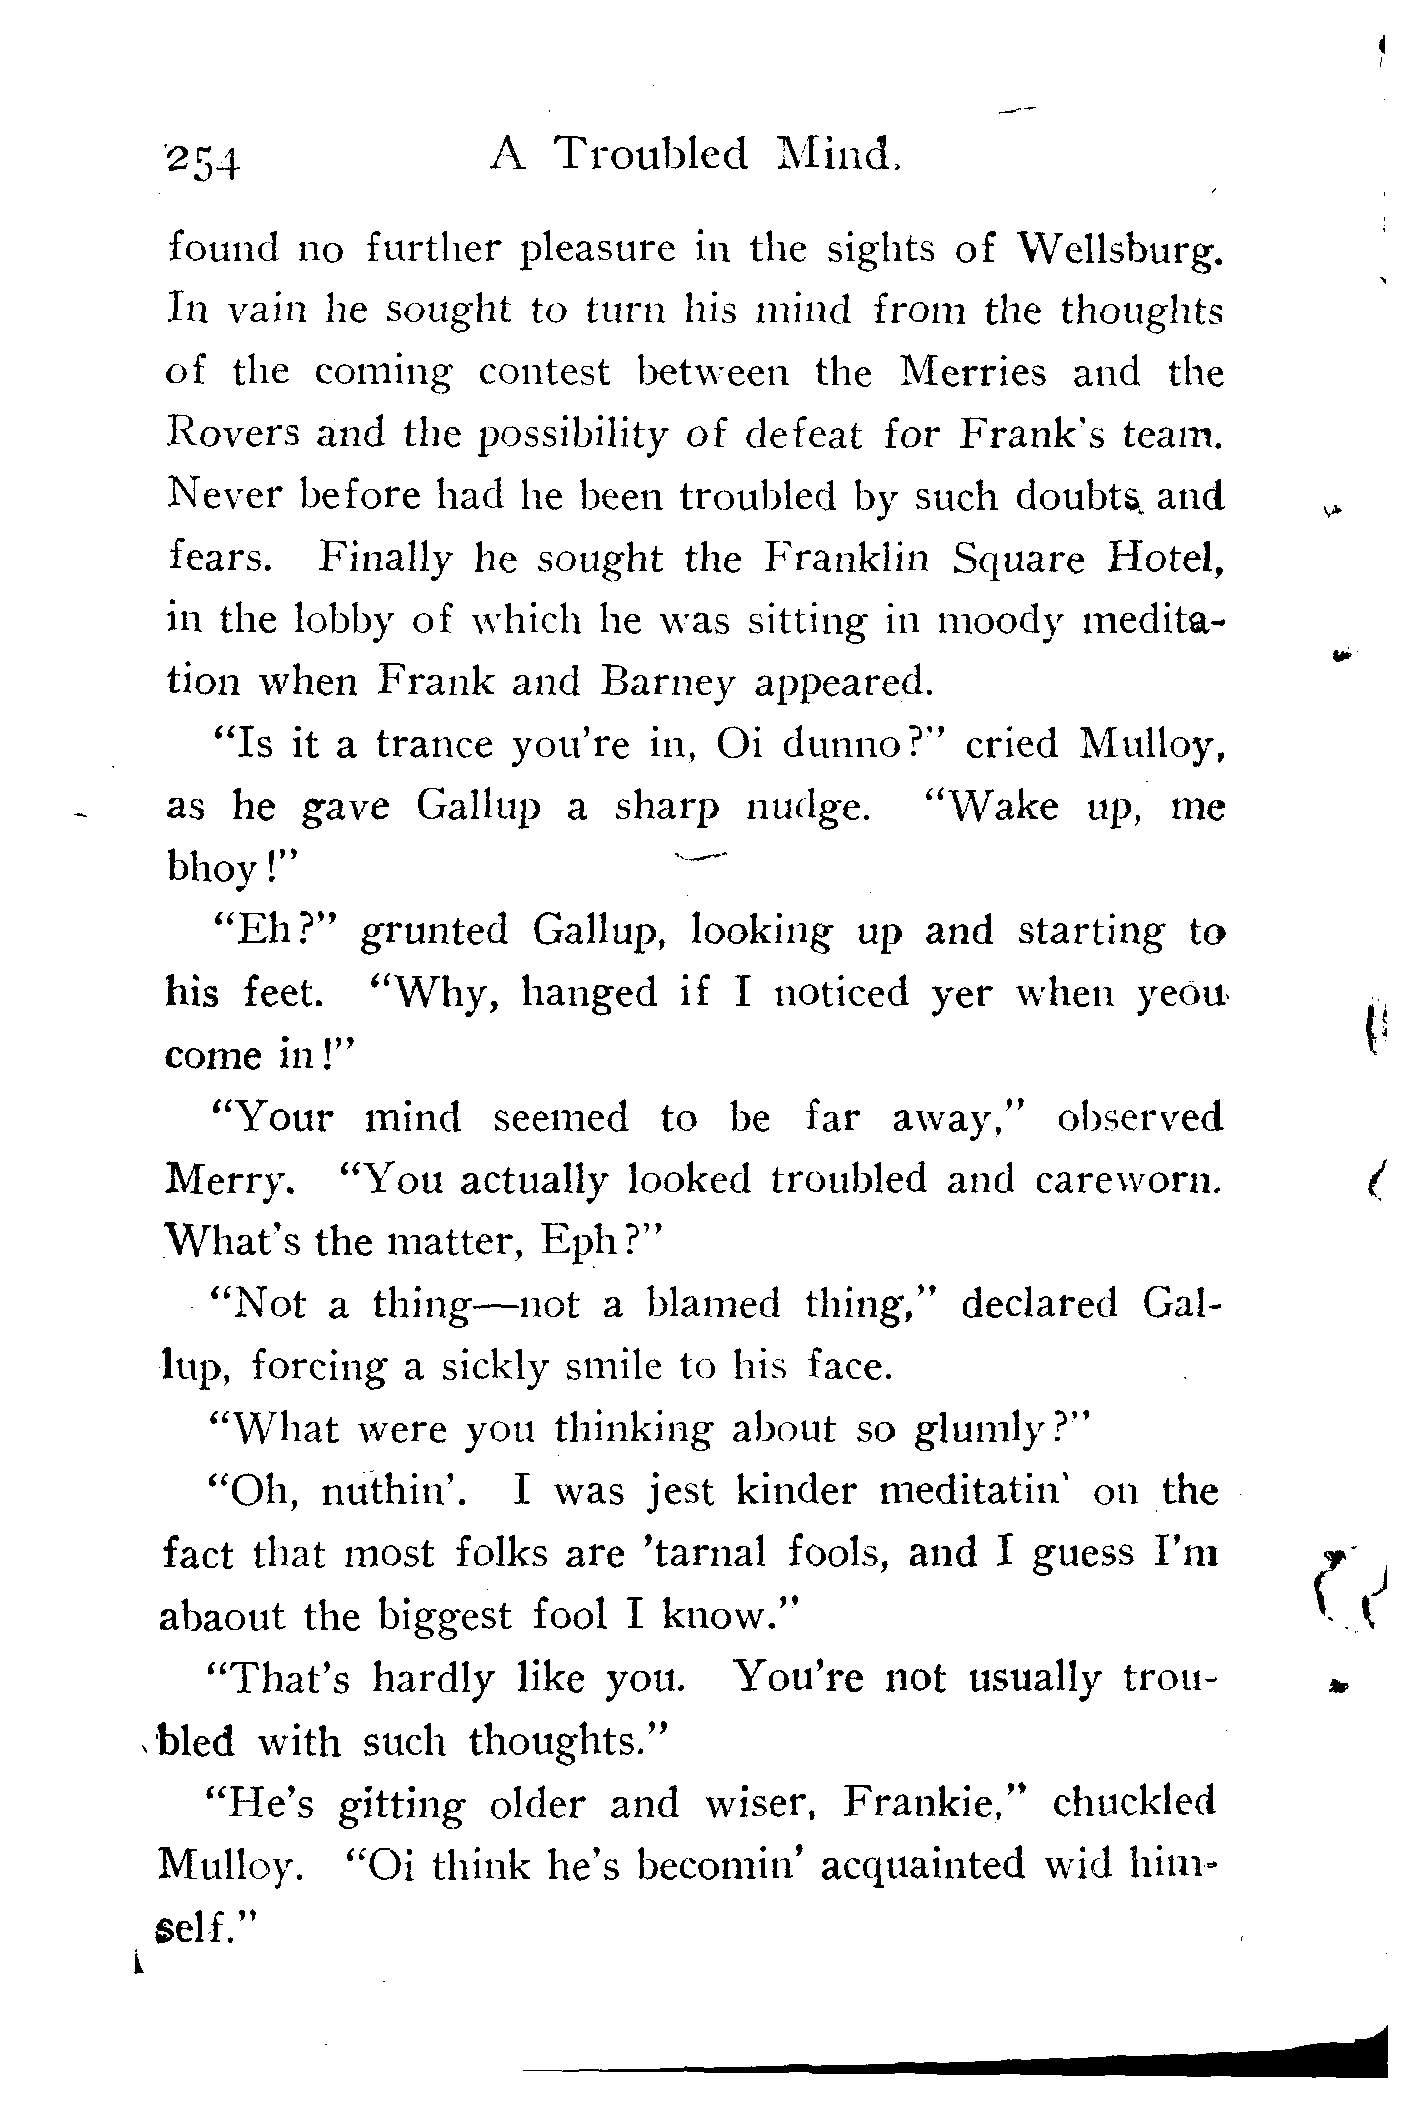 254 A Troubled Mind.
found no further pleasure in the sights of Wellsburg.
In vain he sought to turn his mind from the thoughts
of the coming contest between the Merries and the
Rovers and the possibility of defeat for Frank's team.
Never before had he been troubled by such doubts and
fears. Finally he sought the Franklin Square Hotel,
in the lobby of which he was sitting in moody medita-
tion when Frank and Barney appeared.
"Is it a trance you're in, Oi dunno?" cried Mulloy,
as he gave Gallup a sharp nudge. "Wake up, me
bhoy!"
"Eh?" grunted Gallup, looking up and starting to
his feet. "Why, hanged if I noticed yer when yeou
come in!"
"Your mind seemed to be far away," observed
Merry. "You actually looked troubled and careworn.
What's the matter, Eph?"
"Not a thing—not a blamed thing," declared Gal-
lup, forcing a sickly smile to his face.
"What were you thinking about so glumly?"
"Oh, nuthin'. I was jest kinder meditatin' on the
fact that most folks are 'tarnal fools, and I guess I'm
abaout the biggest fool I know."
"That's hardly like you. You're not usually trou-
bled with such thoughts."
"He's gitting older and wiser, Frankie," chuckled
Mulloy. "Oi think he's becomin' acquainted wid him-
self."